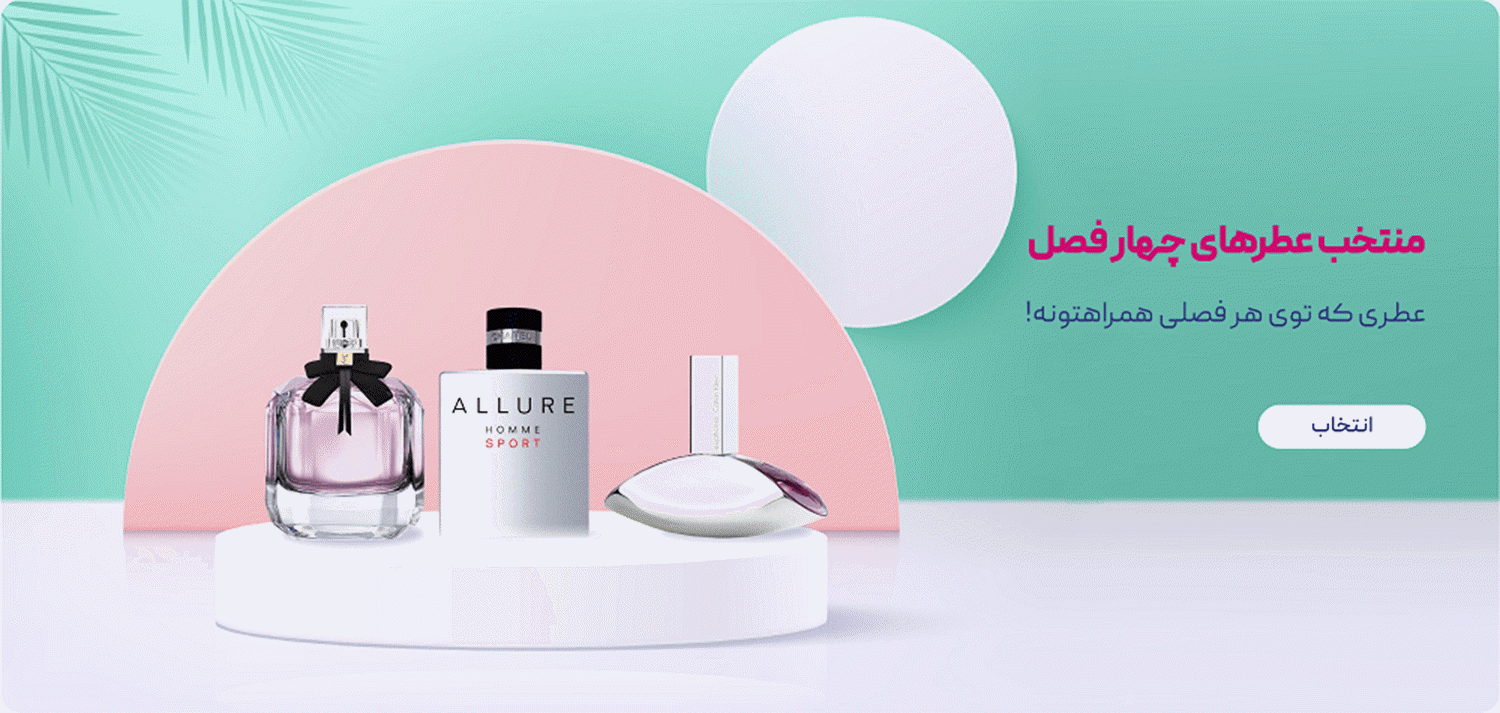 منتخب عطرهای چهار فصل
عطری که توی هر فصلی همراهتونه!
انتخاب
ALLURE
HOMME
SPORT